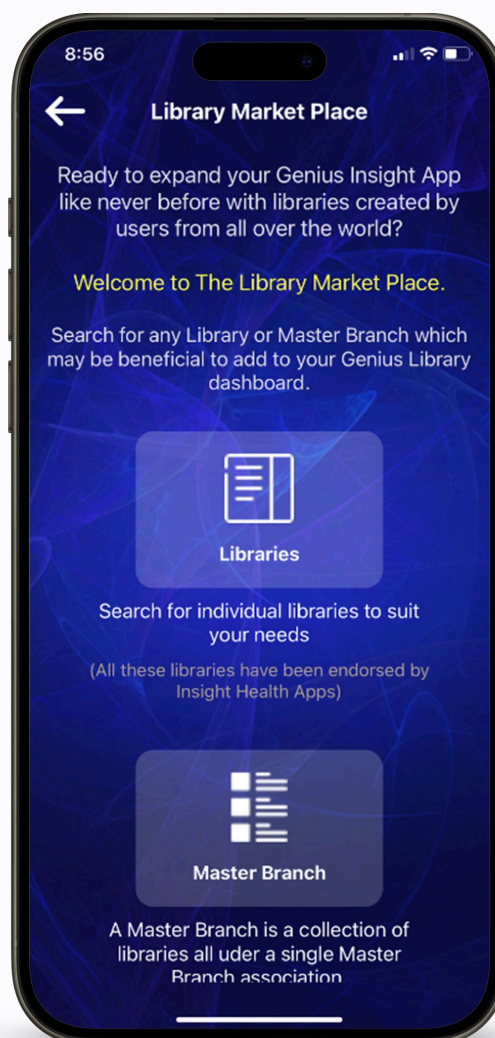 8:56
Library Market Place
Ready to expand your Genius Insight App
like never before with libraries created by
users from all over the world?
Welcome to The Library Market Place.
Search for any Library or Master Branch which
may be beneficial to add to your Genius Library
dashboard.
Libraries
Search for individual libraries to suit
your needs
(All these libraries have been endorsed by
Insight Health Apps)
Master Branch
A Master Branch is a collection of
libraries all uder a single Master
Branch association